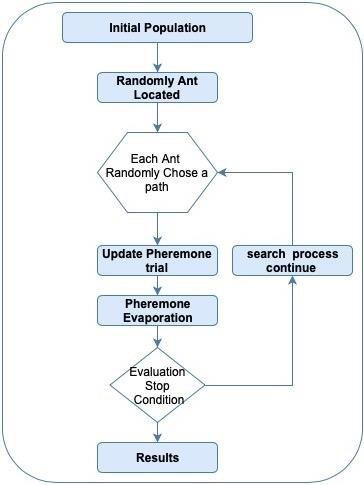 Initial Population
Randomly Ant
Located
Each Ant
Randomly Chose a
path
Update Pheremone
trial
search process
continue
Pheremone
Evaporation
Evaluation
Stop
Condition
Results